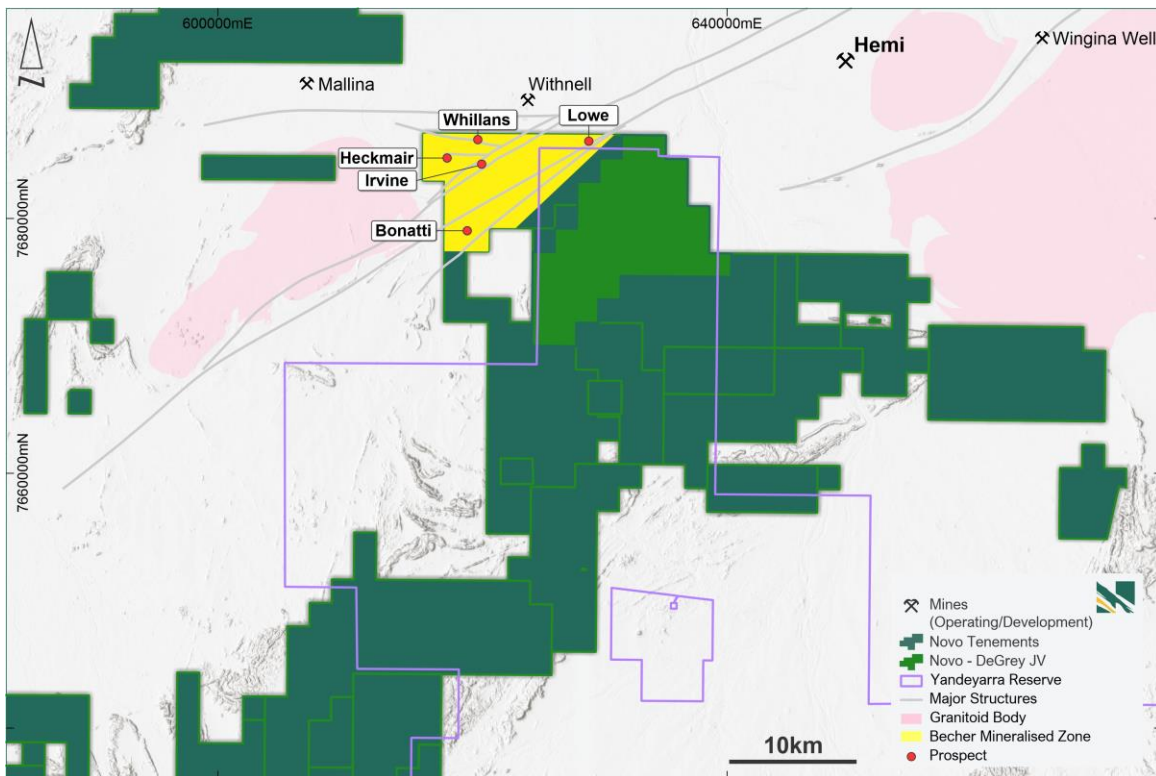 600000mE
640000mE
Hemi
Wingina Well
Mallina
Withnell
Whillans
Lowe
Heckmair
Irvine
Bonatti
7680000mN
7660000mN
N
Mines
(Operating/Development)
Novo Tenements
Novo - DeGrey JV
Yandeyarra Reserve
Major Structures
Granitoid Body
Becher Mineralised Zone
Prospect
10km